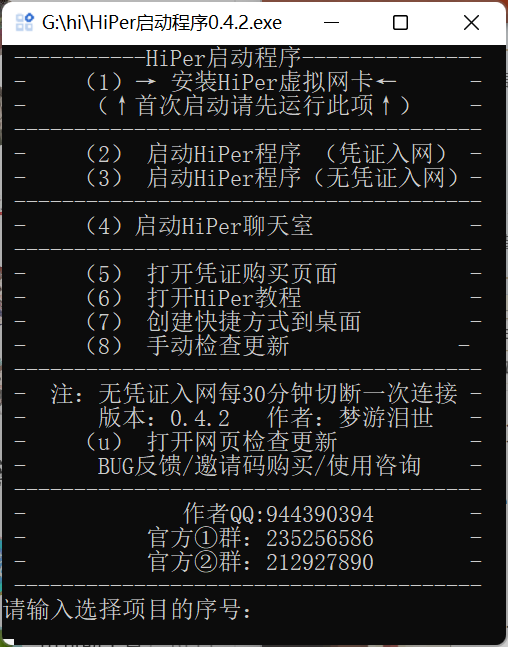 G:\hi\HiPer启动程序0.4.2.exe
-----------HiPer启动程序---------------
- （1）→ 安装HiPer虚拟网卡← -
- （↑首次启动请先运行此项↑） -
---------------------------------------
- （2） 启动HiPer程序 （凭证入网） -
- （3） 启动HiPer程序（无凭证入网）-
---------------------------------------
- （4）启动HiPer聊天室 -
---------------------------------------
- （5） 打开凭证购买页面 -
- （6） 打开HiPer教程 -
- （7） 创建快捷方式到桌面 -
- （8） 手动检查更新 -
---------------------------------------
- 注: 无凭证入网每30分钟切断一次连接 -
- 版本: 0.4.2 作者: 梦游泪世 -
- （u） 打开网页检查更新 -
- BUG反馈/邀请码购买/使用咨询 -
---------------------------------------
- 作者QQ:944390394 -
- 官方①群: 235256586 -
- 官方②群: 212927890 -
---------------------------------------
请输入选择项目的序号: